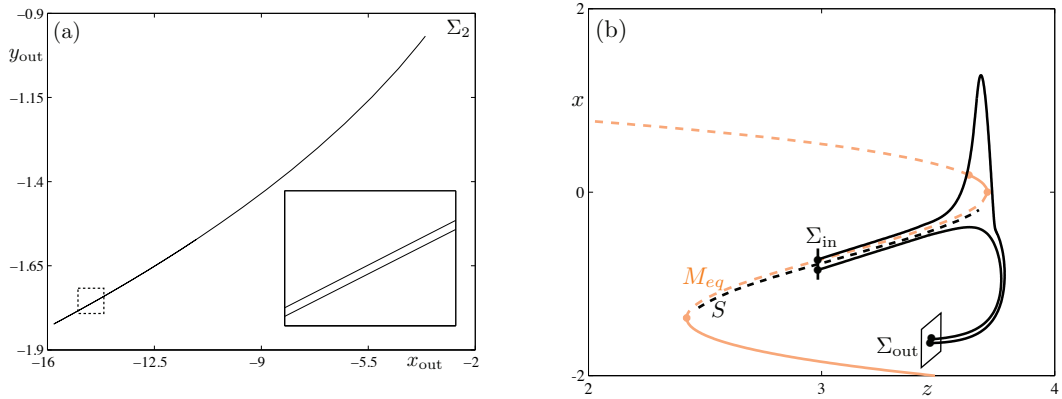 −0.9
(a)
Σ₂
y_out
−1.15
−1.4
−1.65
−1.9
−16
−12.5
−9
−5.5
x_out
−2
2
(b)
x
0
Σ_in
M_eq
S
Σ_out
-2
2
3
z
4